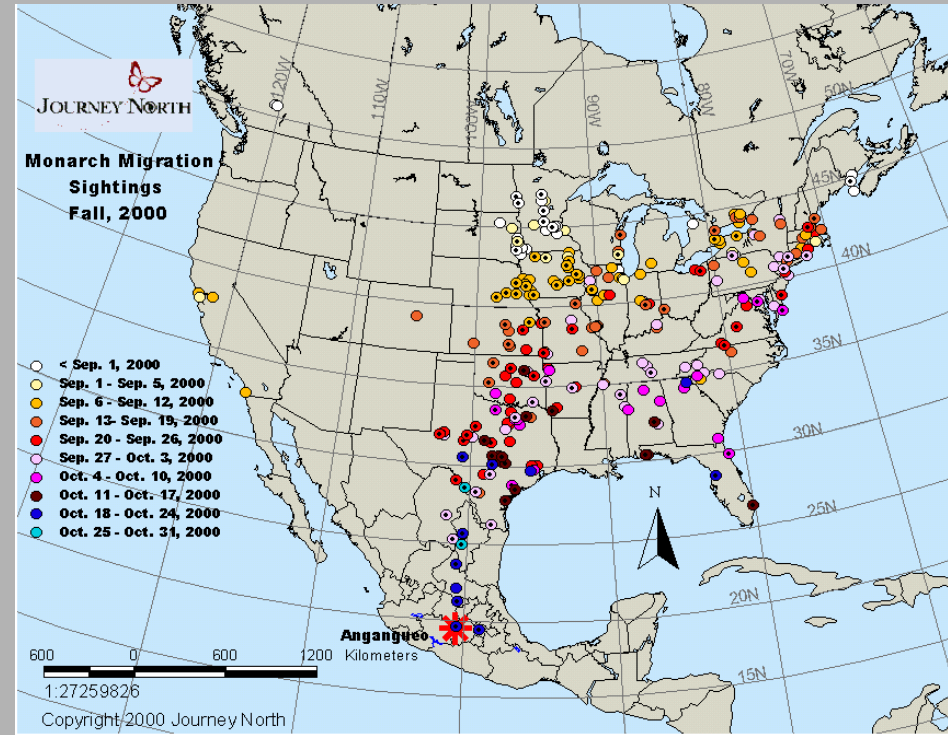 JOURNEY NORTH
Monarch Migration
Sightings
Fall, 2000
120W
110W
100W
90W
80W
70W
50N
45N
40N
35N
30N
25N
20N
15N
< Sep. 1, 2000
Sep. 1 - Sep. 5, 2000
Sep. 6 - Sep. 12, 2000
Sep. 13- Sep. 19, 2000
Sep. 20 - Sep. 26, 2000
Sep. 27 - Oct. 3, 2000
Oct. 4 - Oct. 10, 2000
Oct. 11 - Oct. 17, 2000
Oct. 18 - Oct. 24, 2000
Oct. 25 - Oct. 31, 2000
N
Angangueo
600 0 600 1200 Kilometers
1:27259826
Copyright 2000 Journey North